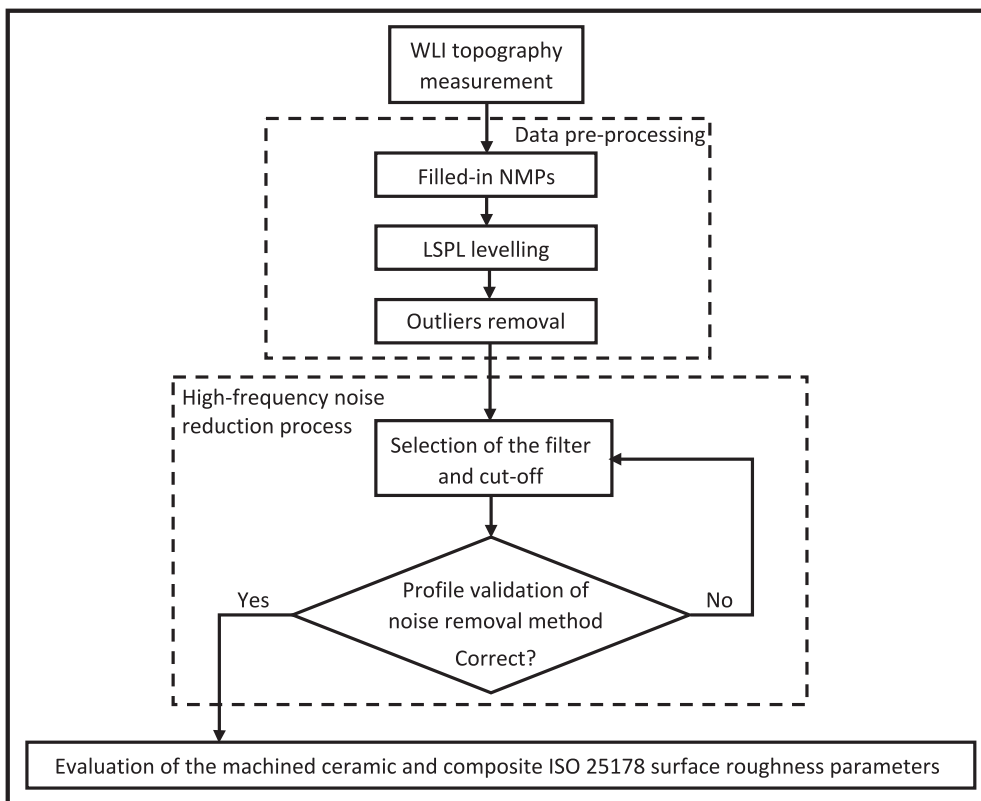 WLI topography
measurement
Data pre-processing
Filled-in NMPs
LSPL levelling
Outliers removal
High-frequency noise
reduction process
Selection of the filter
and cut-off
Profile validation of
noise removal method
Correct?
Yes
No
Evaluation of the machined ceramic and composite ISO 25178 surface roughness parameters